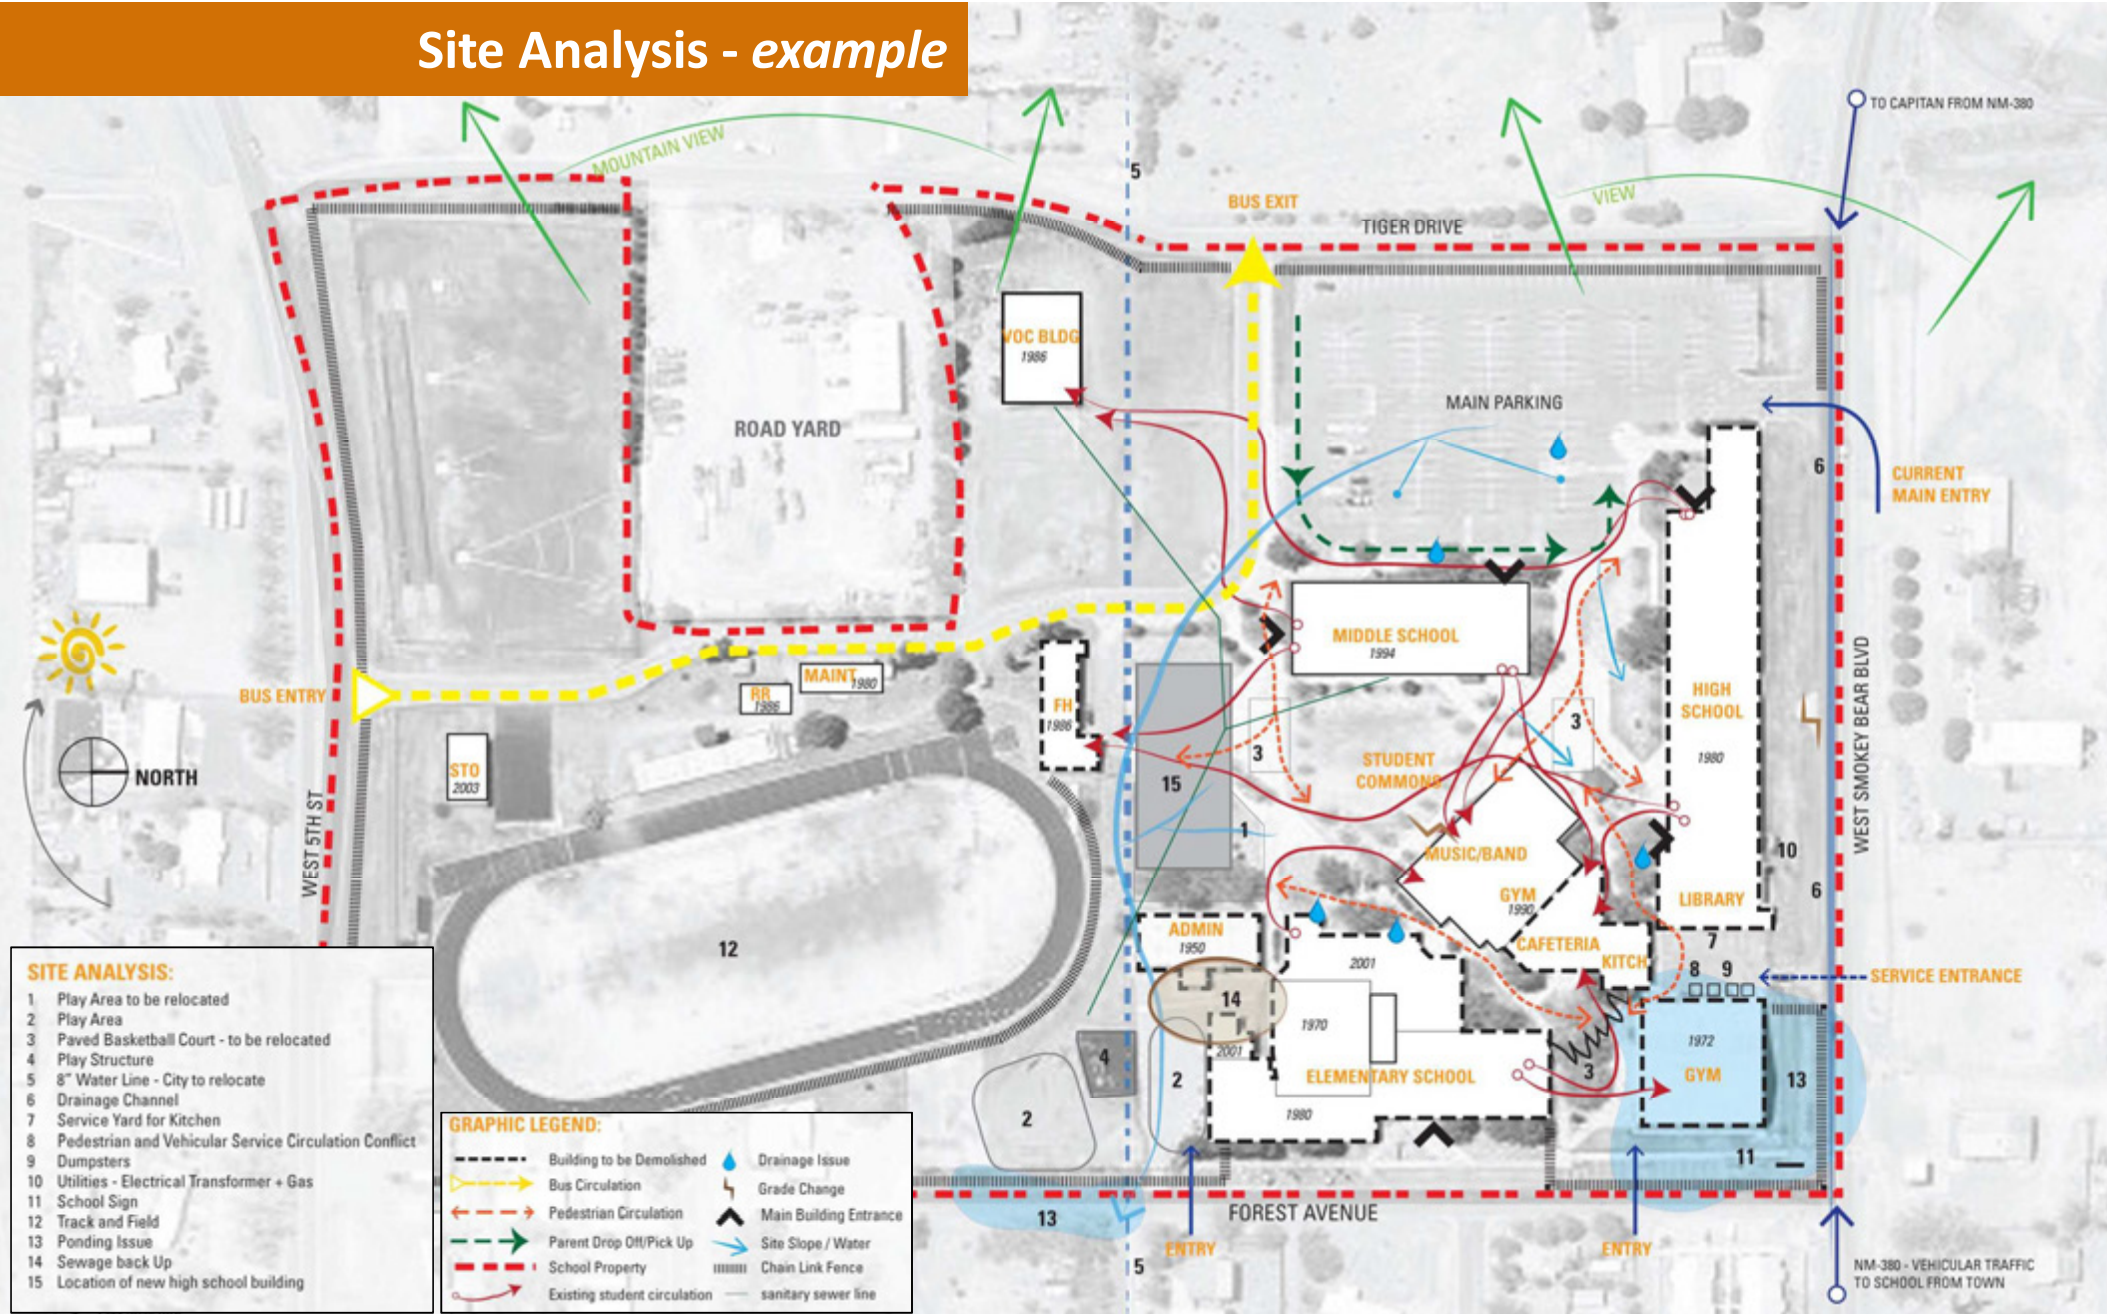 Site Analysis - example
TO CAPITAN FROM NM-380
MOUNTAIN VIEW
5
VIEW
BUS EXIT
TIGER DRIVE
VOC BLDG
1986
MAIN PARKING
ROAD YARD
6
CURRENT
MAIN ENTRY
MIDDLE SCHOOL
1994
BUS ENTRY
RR
1986
MAINT
1980
FH
1986
HIGH
SCHOOL
1980
3
3
STUDENT
COMMONS
NORTH
STO
2003
15
WEST 5TH ST
WEST SMOKEY BEAR BLVD
1
MUSIC/BAND
10
GYM
1990
6
LIBRARY
12
ADMIN
1950
CAFETERIA
KITCH
7
2001
8
9
SERVICE ENTRANCE
14
1970
1972
2001
4
2
3
ELEMENTARY SCHOOL
GYM
13
2
1980
11
13
FOREST AVENUE
ENTRY
ENTRY
5
NM-380 - VEHICULAR TRAFFIC
TO SCHOOL FROM TOWN
SITE ANALYSIS:
1 Play Area to be relocated
2 Play Area
3 Paved Basketball Court - to be relocated
4 Play Structure
5 8" Water Line - City to relocate
6 Drainage Channel
7 Service Yard for Kitchen
8 Pedestrian and Vehicular Service Circulation Conflict
9 Dumpsters
10 Utilities - Electrical Transformer + Gas
11 School Sign
12 Track and Field
13 Ponding Issue
14 Sewage back Up
15 Location of new high school building
GRAPHIC LEGEND:
Building to be Demolished
Bus Circulation
Pedestrian Circulation
Parent Drop Off/Pick Up
School Property
Existing student circulation
Drainage Issue
Grade Change
Main Building Entrance
Site Slope / Water
Chain Link Fence
sanitary sewer line